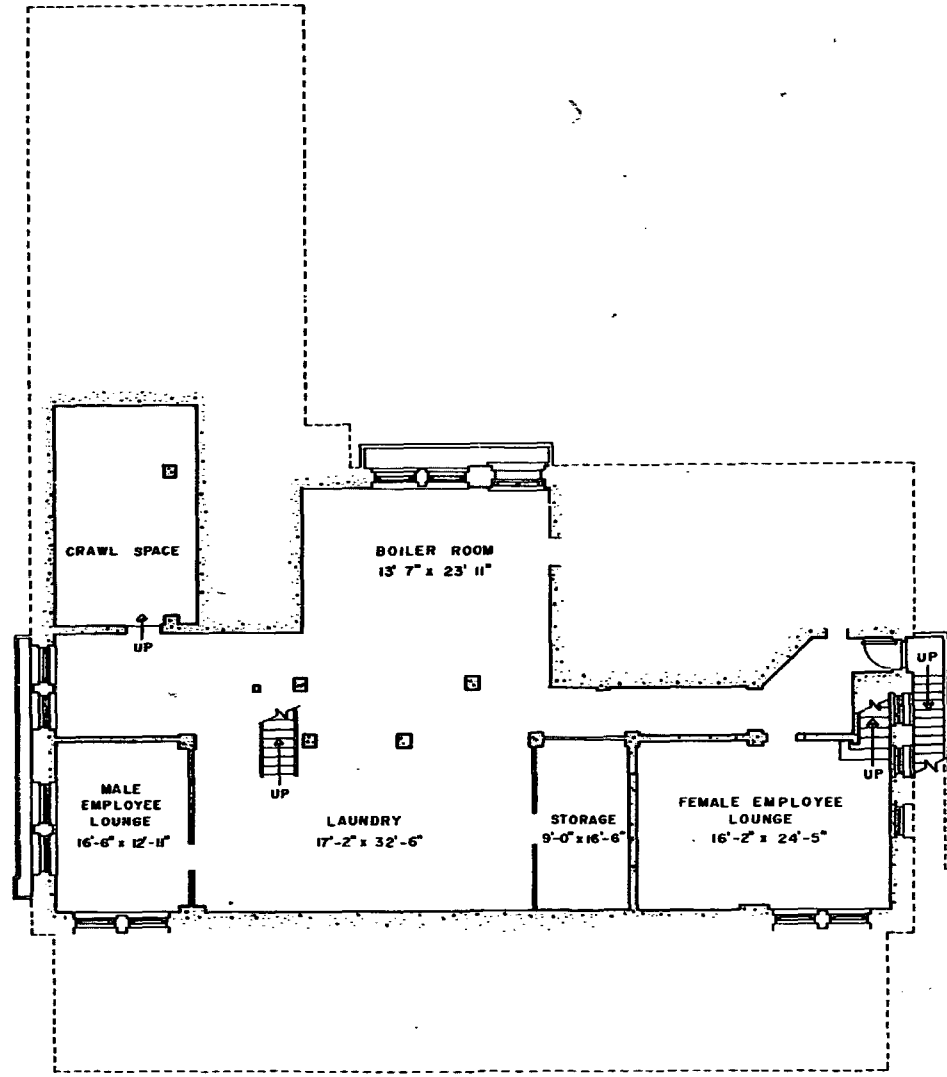 CRAWL SPACE
BOILER ROOM
13' 7" x 23' 11"
UP
UP
MALE
EMPLOYEE
LOUNGE
16'-6" x 12'-11"
UP
LAUNDRY
17'-2" x 32'-6"
STORAGE
9'-0" x 16'-6"
FEMALE EMPLOYEE
LOUNGE
16'-2" x 24'-5"
UP